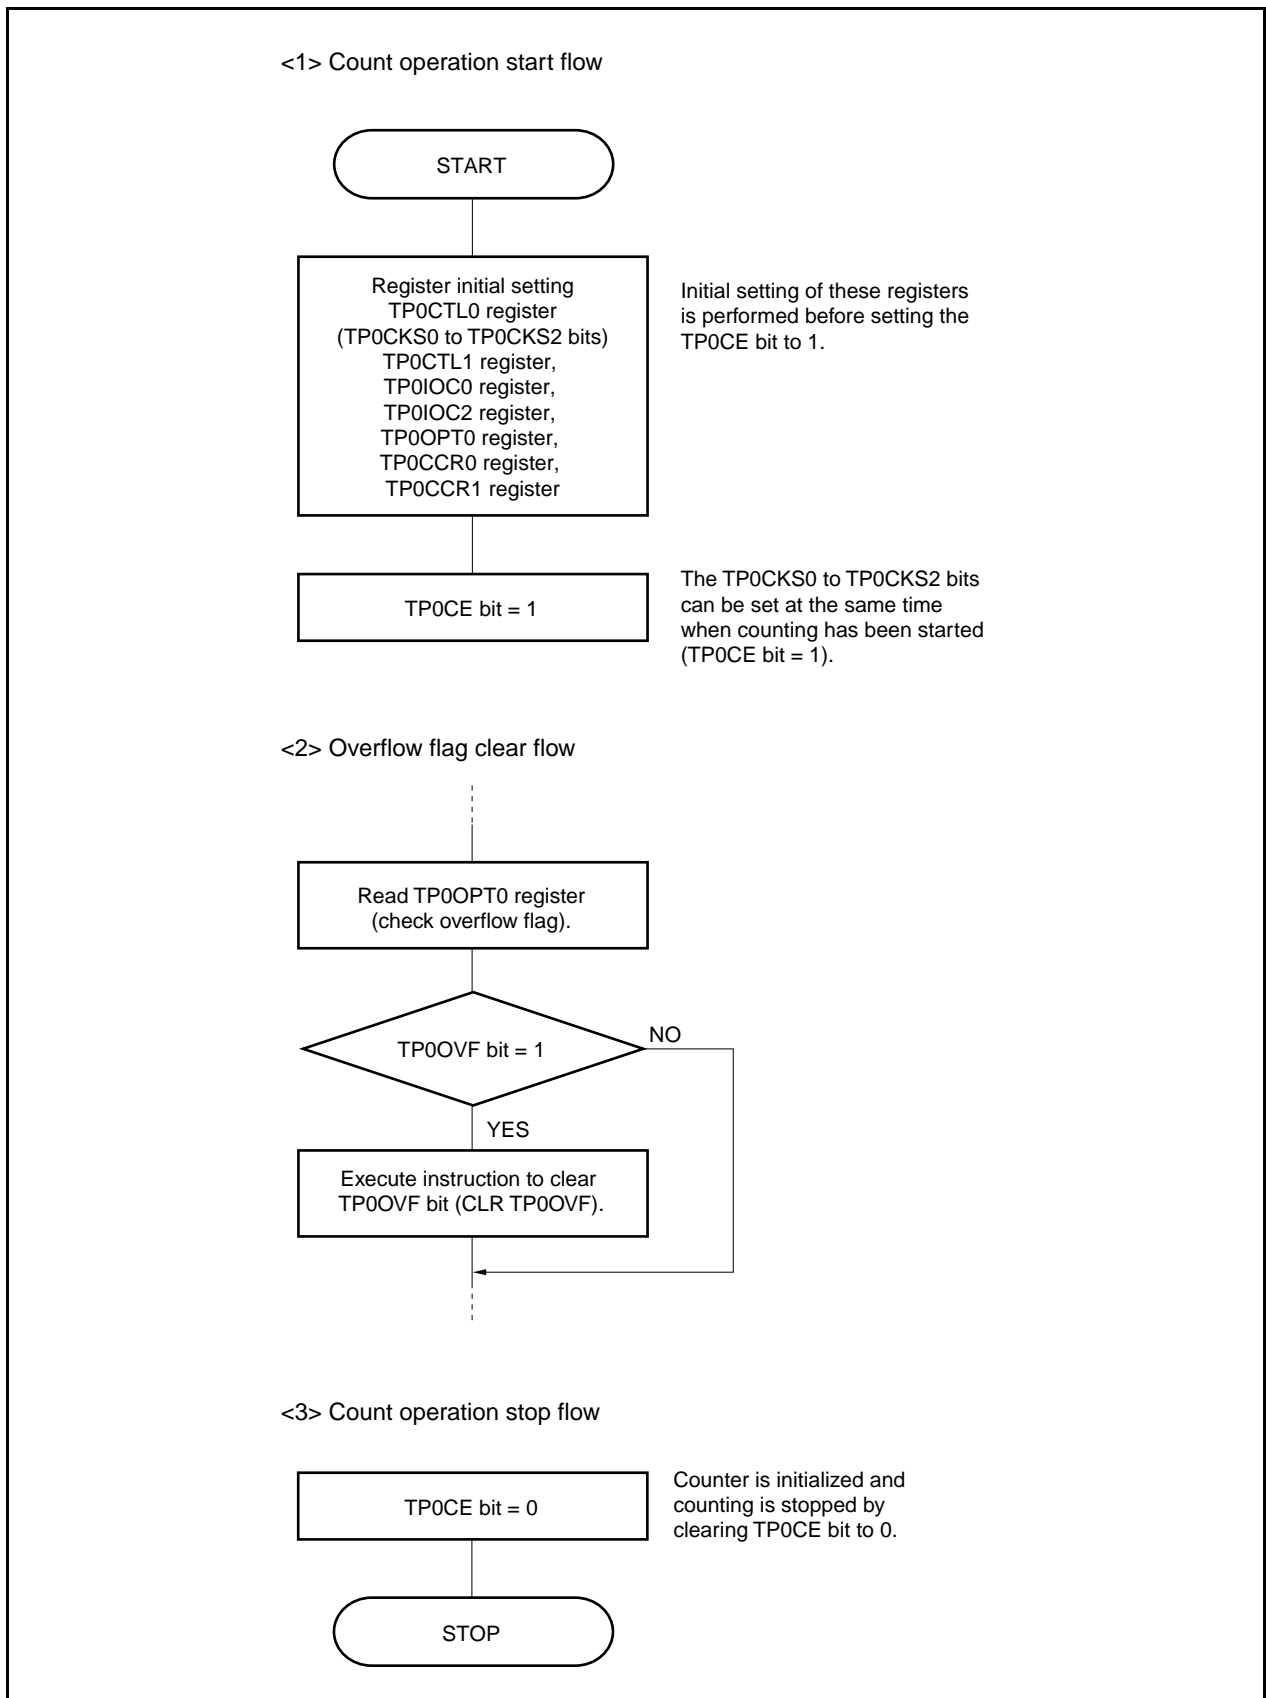 <1> Count operation start flow
START
Register initial setting
TP0CTL0 register
(TP0CKS0 to TP0CKS2 bits)
TP0CTL1 register,
TP0IOC0 register,
TP0IOC2 register,
TP0OPT0 register,
TP0CCR0 register,
TP0CCR1 register
Initial setting of these registers
is performed before setting the
TP0CE bit to 1.
TP0CE bit = 1
The TP0CKS0 to TP0CKS2 bits
can be set at the same time
when counting has been started
(TP0CE bit = 1).
<2> Overflow flag clear flow
Read TP0OPT0 register
(check overflow flag).
TP0OVF bit = 1
NO
YES
Execute instruction to clear
TP0OVF bit (CLR TP0OVF).
<3> Count operation stop flow
TP0CE bit = 0
Counter is initialized and
counting is stopped by
clearing TP0CE bit to 0.
STOP